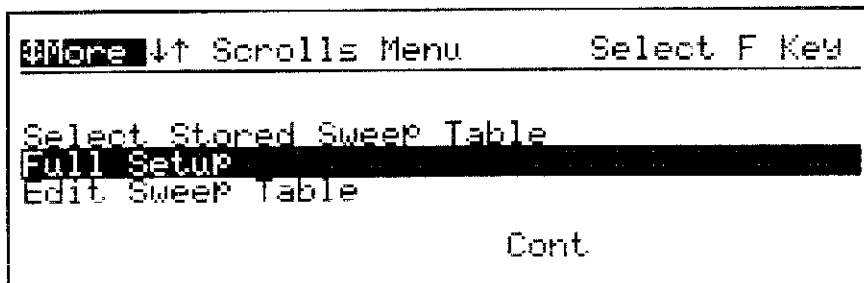 ↕More ↓↑ Scrolls Menu Select F Key
Select Stored Sweep Table
Full Setup
Edit Sweep Table
Cont